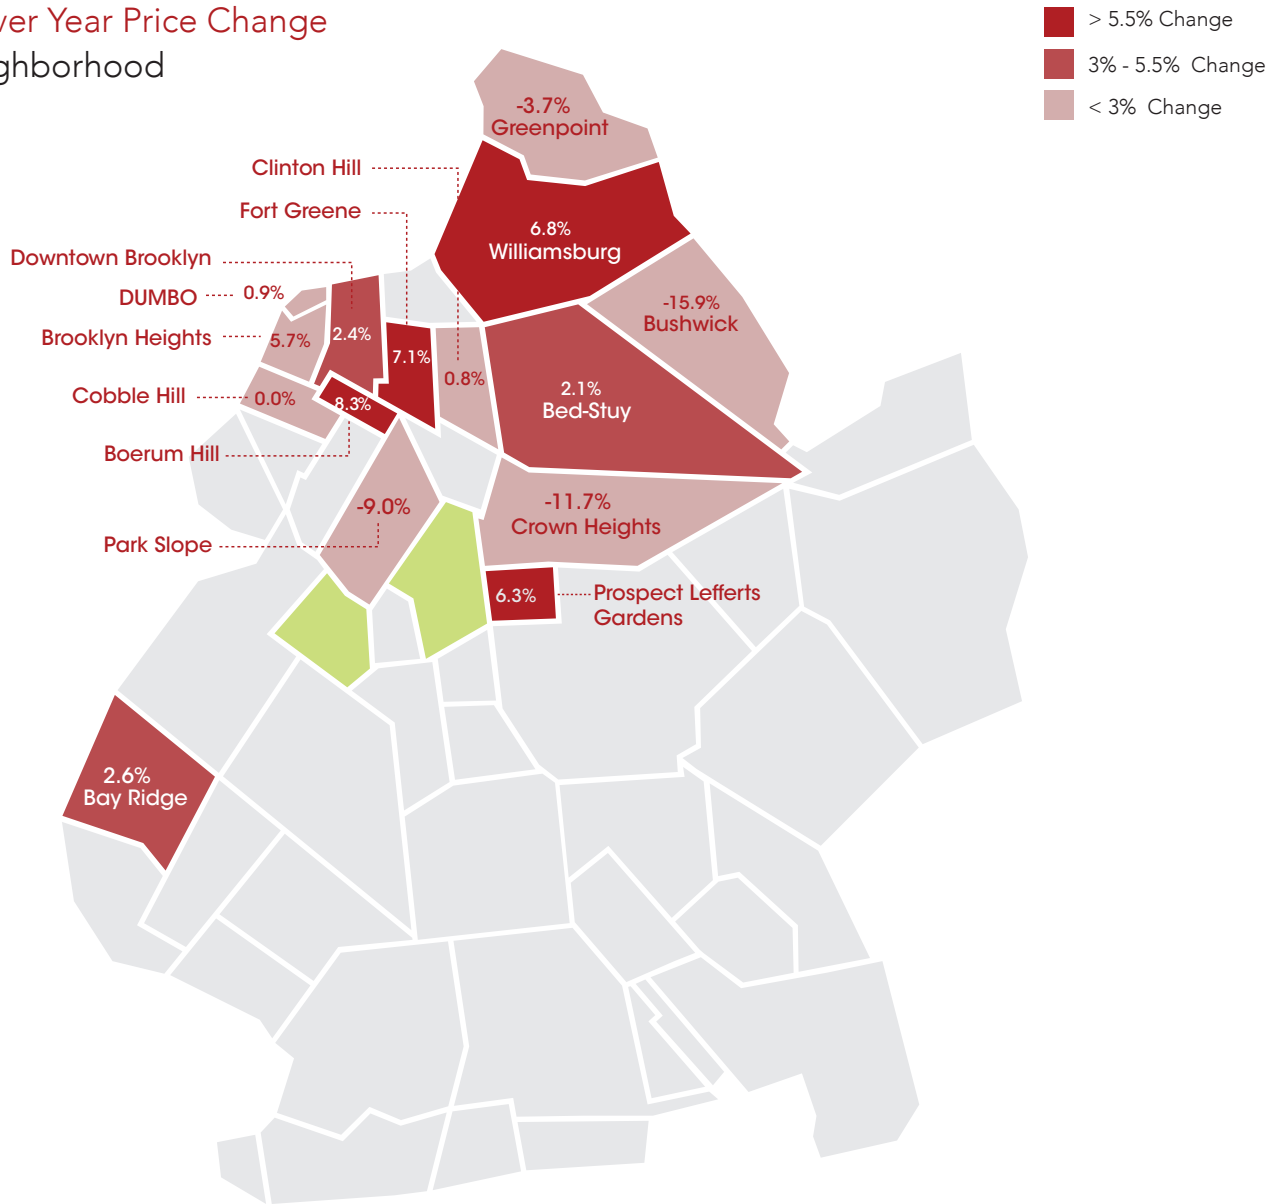 ver Year Price Change
ghborhood
> 5.5% Change
3% - 5.5% Change
< 3% Change
-3.7%
Greenpoint
Clinton Hill
Fort Greene
6.8%
Williamsburg
Downtown Brooklyn
DUMBO
0.9%
-15.9%
Bushwick
Brooklyn Heights
5.7%
2.4%
7.1%
0.8%
Cobble Hill
0.0%
8.3%
2.1%
Bed-Stuy
Boerum Hill
-9.0%
-11.7%
Crown Heights
Park Slope
6.3%
Prospect Lefferts
Gardens
2.6%
Bay Ridge